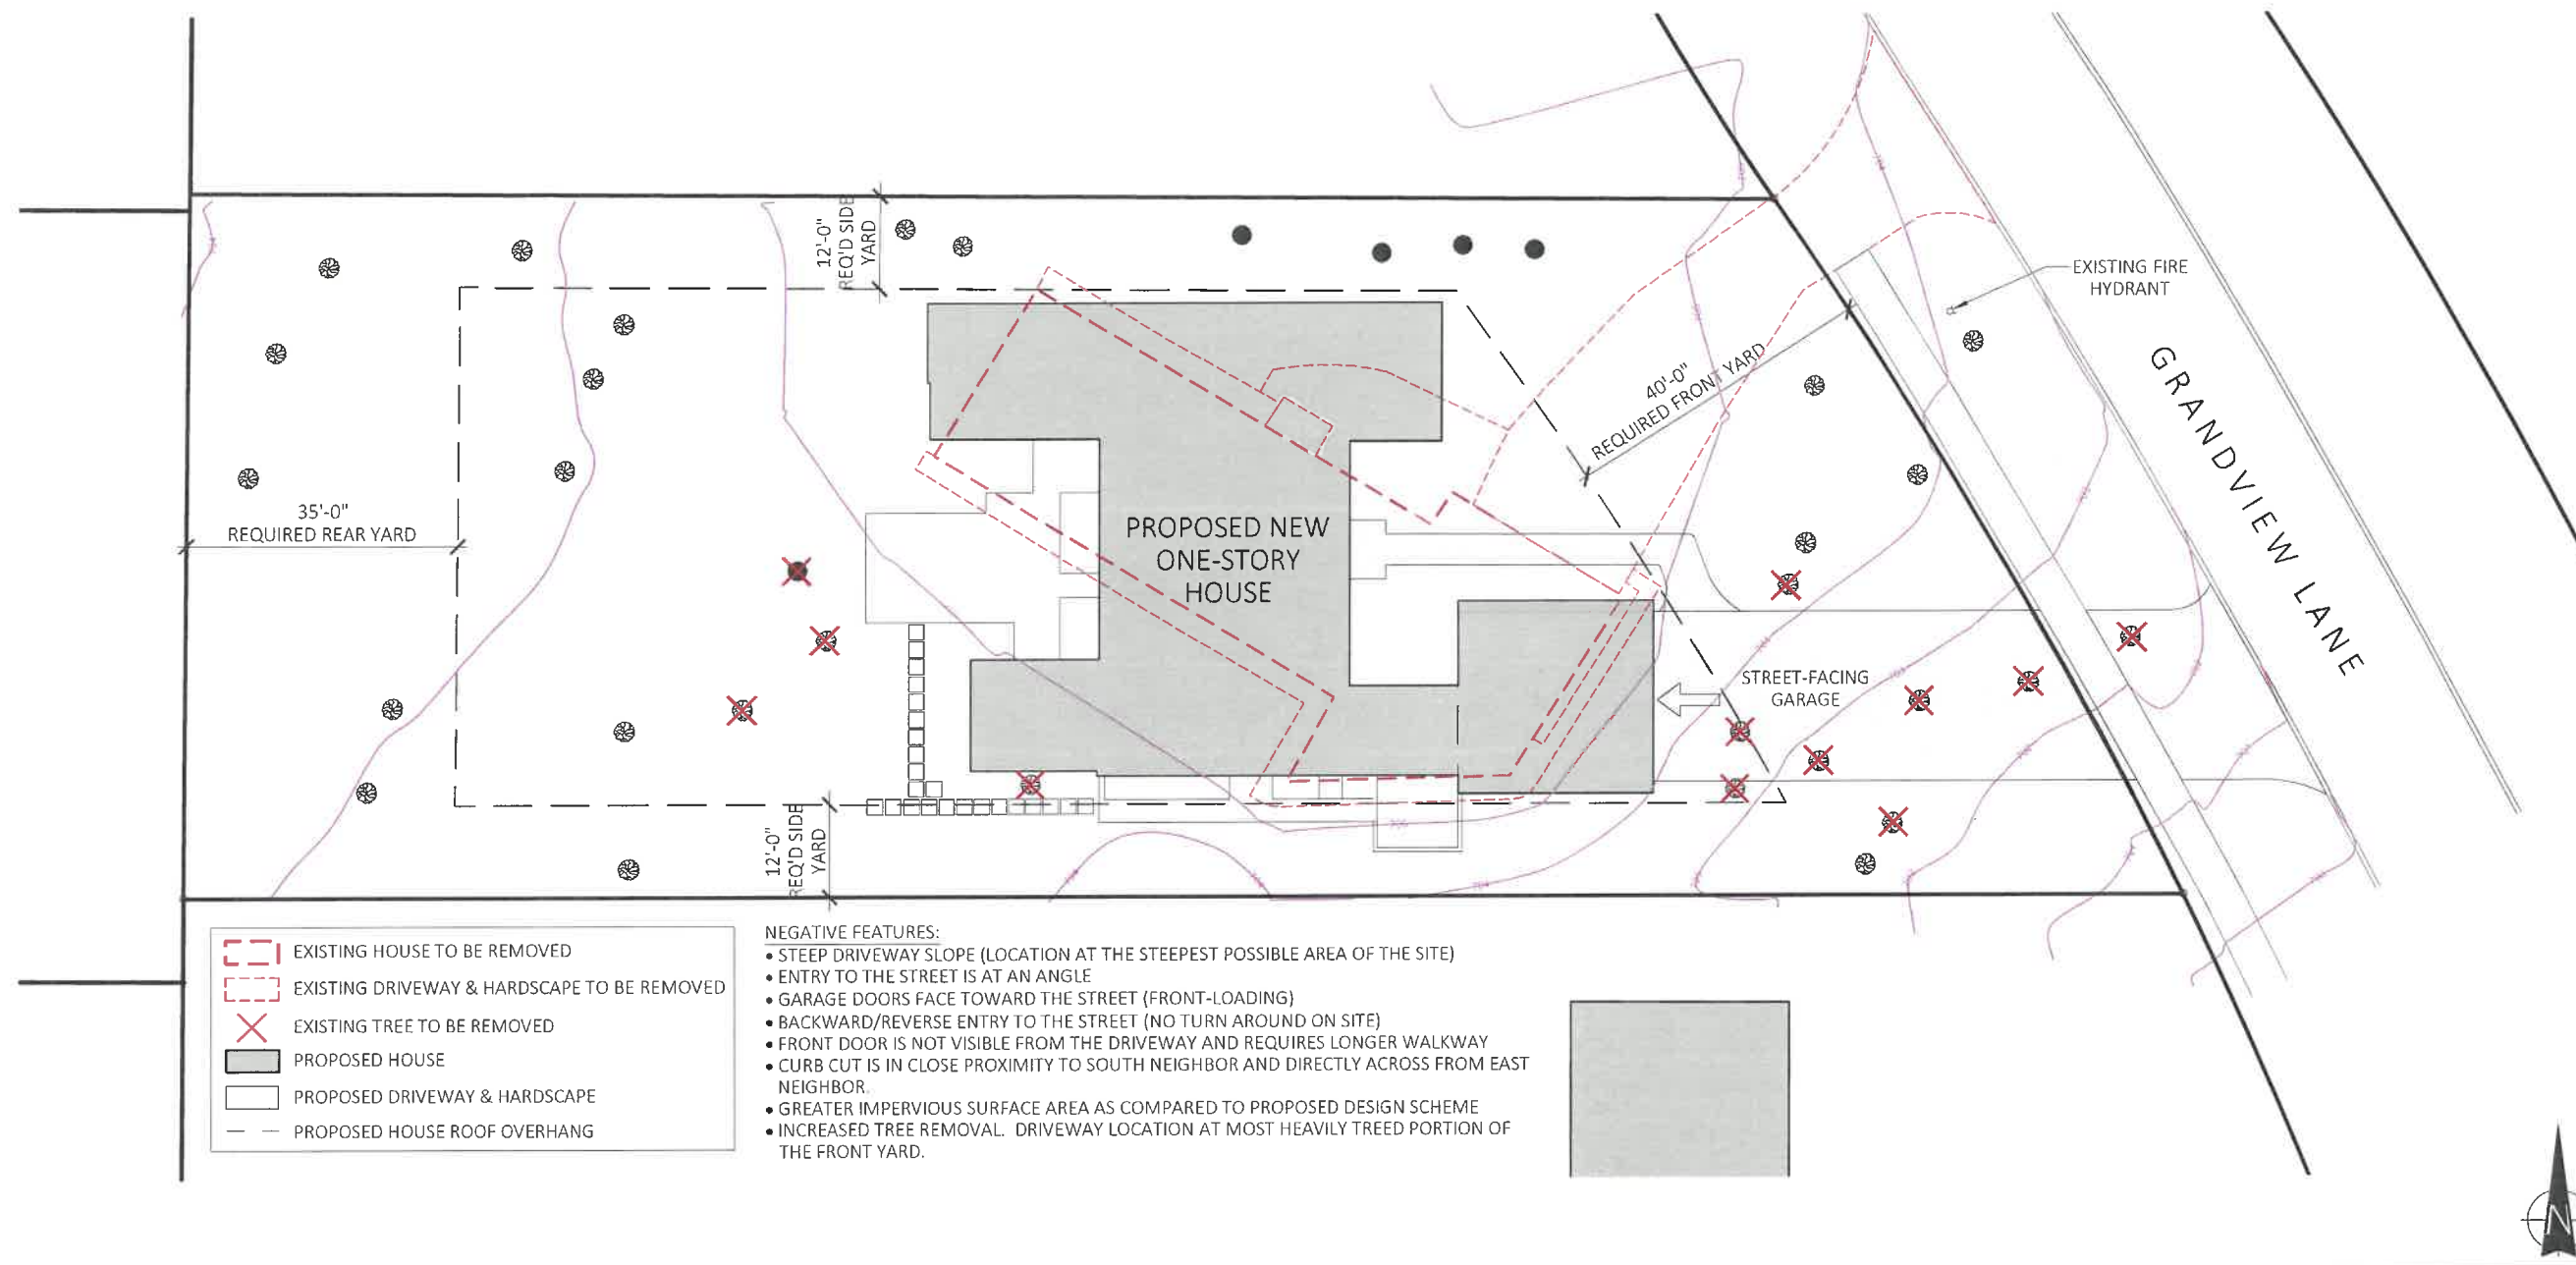 12'-0"
REQ'D SIDE
YARD
EXISTING FIRE
HYDRANT
40'-0"
REQUIRED FRONT YARD
GRANDVIEW LANE
35'-0"
REQUIRED REAR YARD
PROPOSED NEW
ONE-STORY
HOUSE
STREET-FACING
GARAGE
12'-0"
REQ'D SIDE
YARD
EXISTING HOUSE TO BE REMOVED
EXISTING DRIVEWAY & HARDSCAPE TO BE REMOVED
EXISTING TREE TO BE REMOVED
PROPOSED HOUSE
PROPOSED DRIVEWAY & HARDSCAPE
PROPOSED HOUSE ROOF OVERHANG
NEGATIVE FEATURES:
• STEEP DRIVEWAY SLOPE (LOCATION AT THE STEEPEST POSSIBLE AREA OF THE SITE)
• ENTRY TO THE STREET IS AT AN ANGLE
• GARAGE DOORS FACE TOWARD THE STREET (FRONT-LOADING)
• BACKWARD/REVERSE ENTRY TO THE STREET (NO TURN AROUND ON SITE)
• FRONT DOOR IS NOT VISIBLE FROM THE DRIVEWAY AND REQUIRES LONGER WALKWAY
• CURB CUT IS IN CLOSE PROXIMITY TO SOUTH NEIGHBOR AND DIRECTLY ACROSS FROM EAST
NEIGHBOR.
• GREATER IMPERVIOUS SURFACE AREA AS COMPARED TO PROPOSED DESIGN SCHEME
• INCREASED TREE REMOVAL. DRIVEWAY LOCATION AT MOST HEAVILY TREED PORTION OF
THE FRONT YARD.
N